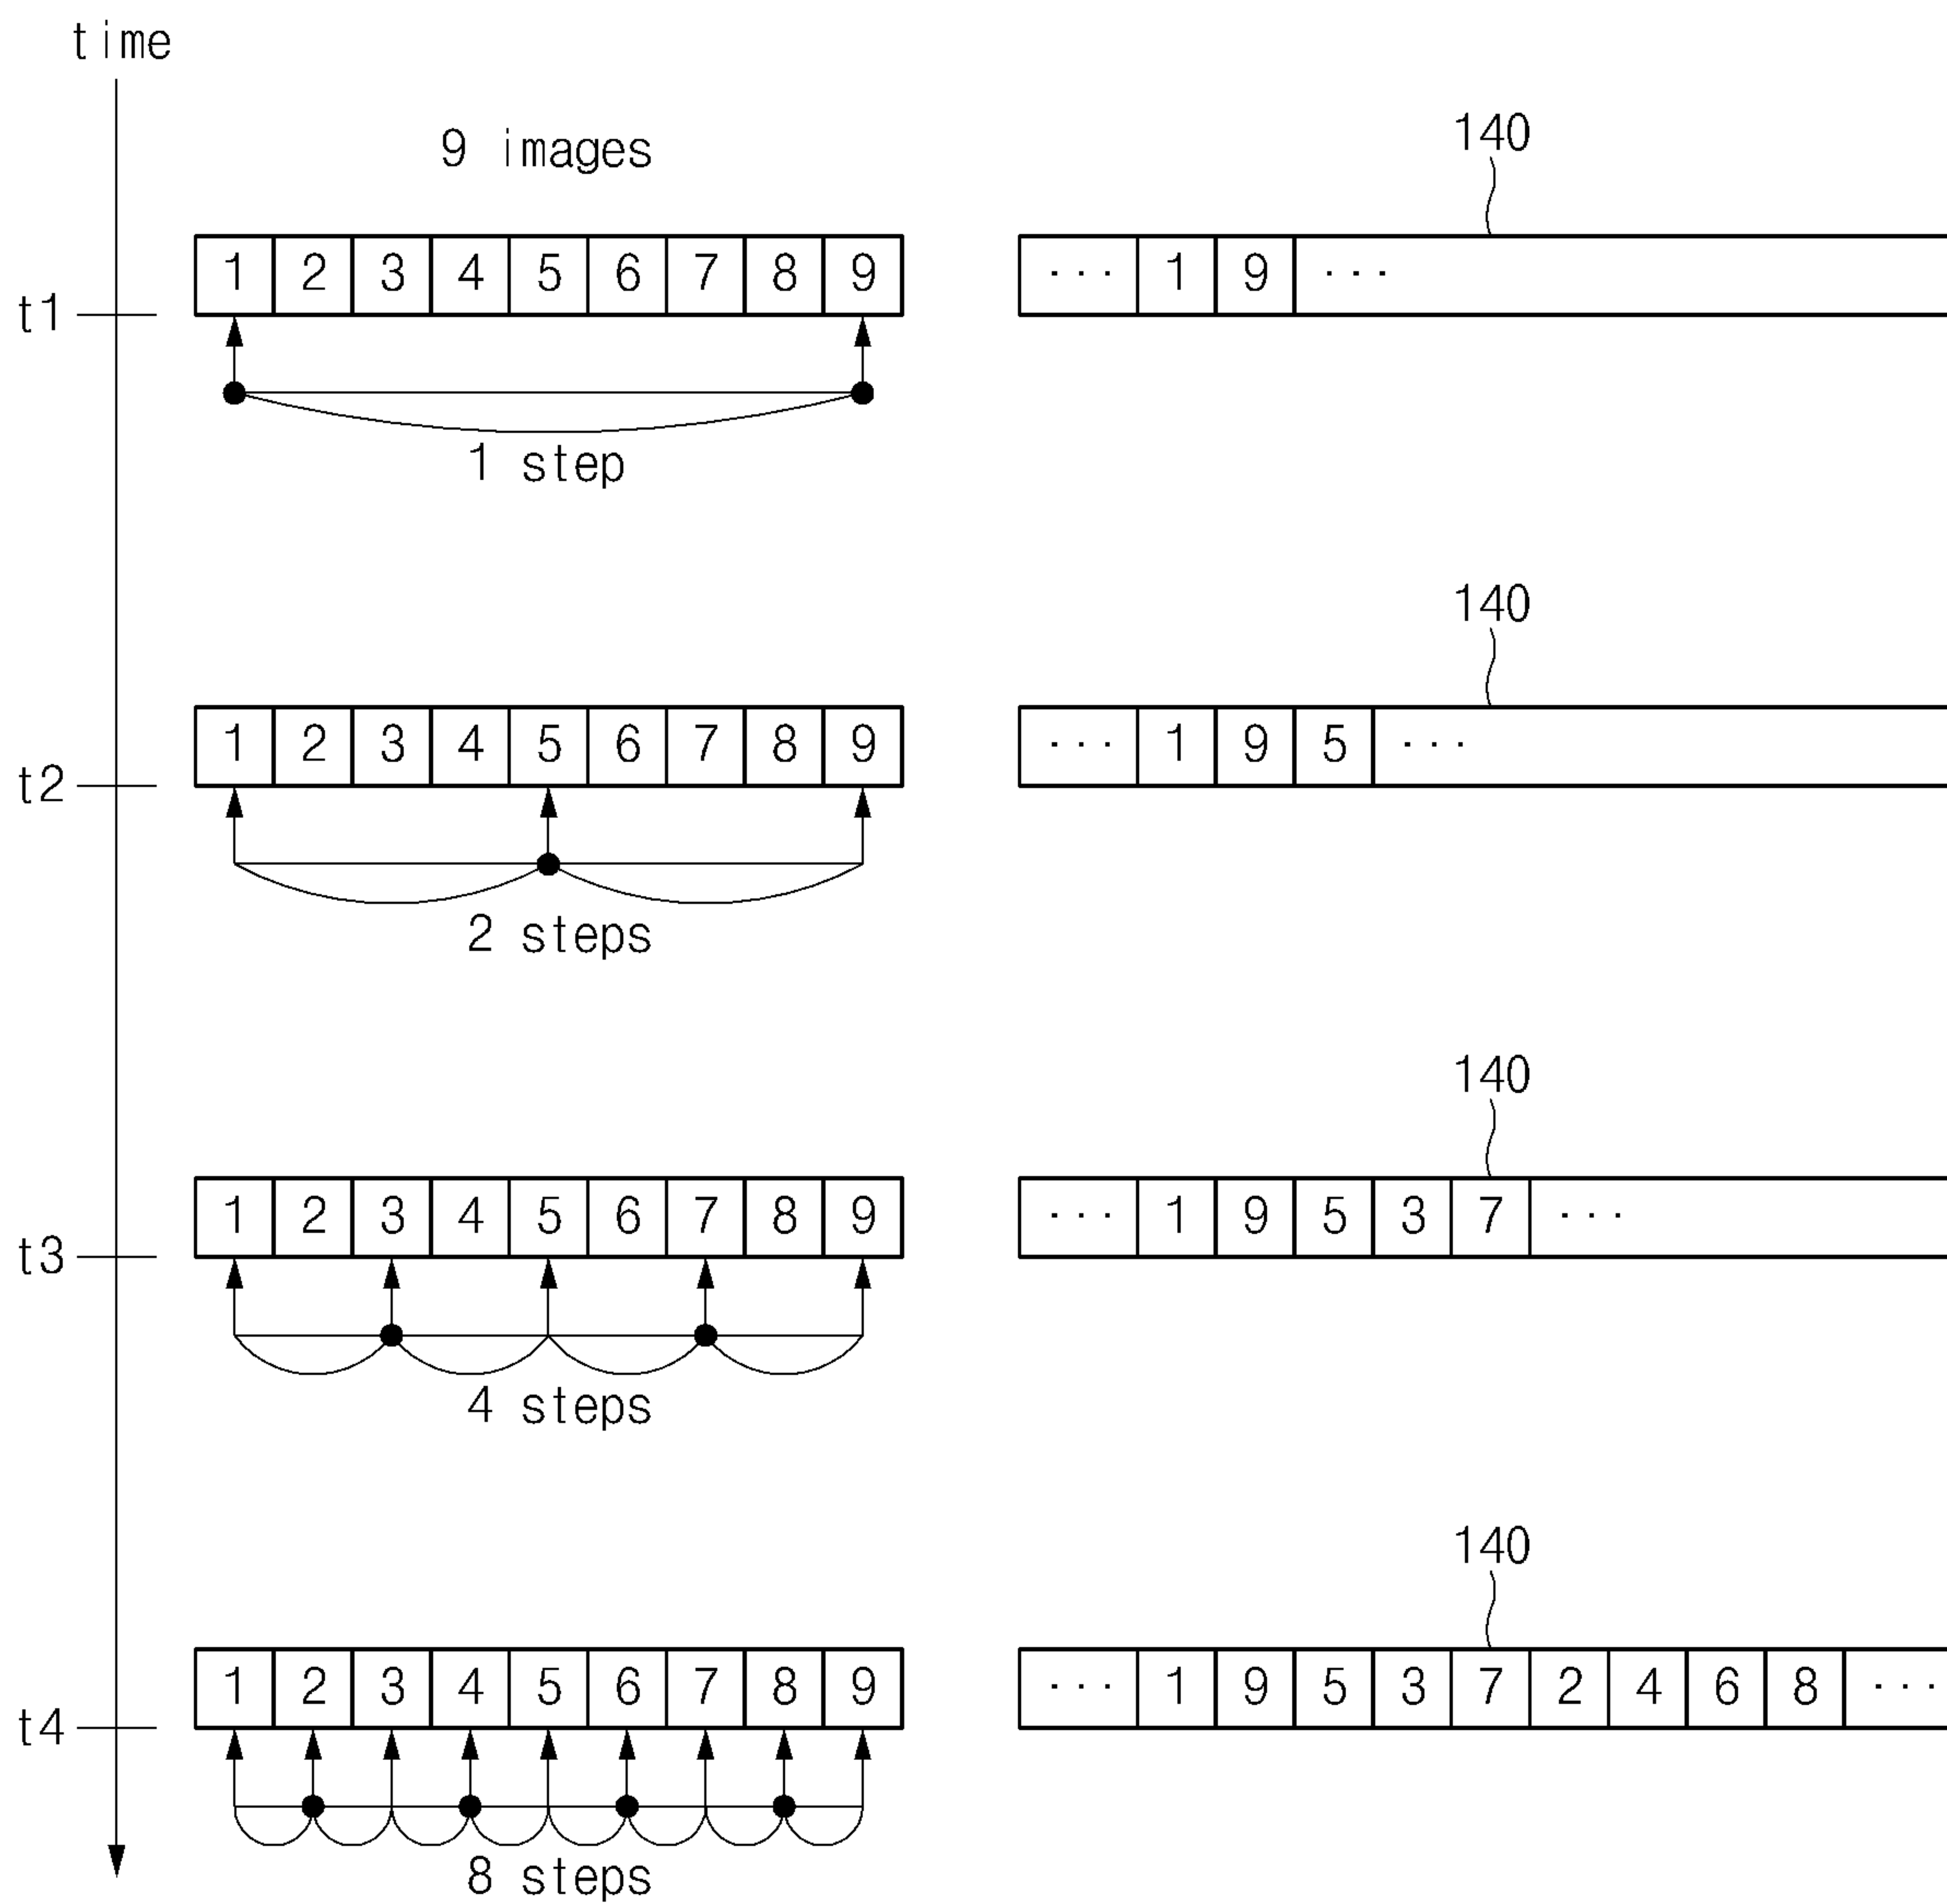 time
9 images
140
1 2 3 4 5 6 7 8 9
··· 1 9 ···
t1
1 step
140
1 2 3 4 5 6 7 8 9
··· 1 9 5 ···
t2
2 steps
140
1 2 3 4 5 6 7 8 9
··· 1 9 5 3 7 ···
t3
4 steps
140
1 2 3 4 5 6 7 8 9
··· 1 9 5 3 7 2 4 6 8 ···
t4
8 steps